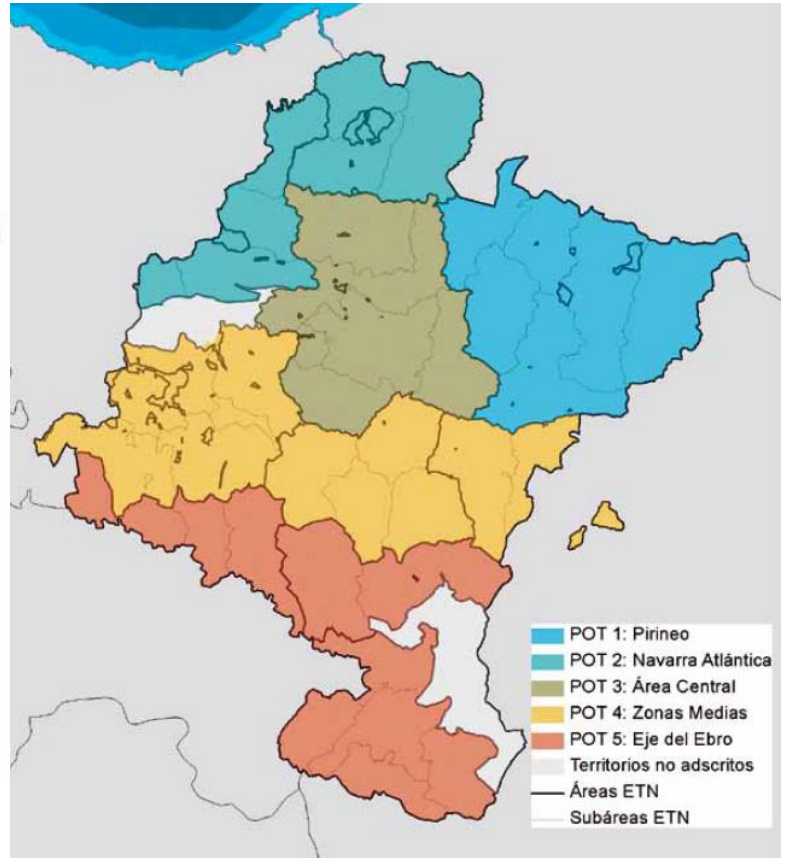 POT 1: Pirineo
POT 2: Navarra Atlántica
POT 3: Área Central
POT 4: Zonas Medias
POT 5: Eje del Ebro
Territorios no adscritos
Áreas ETN
Subáreas ETN